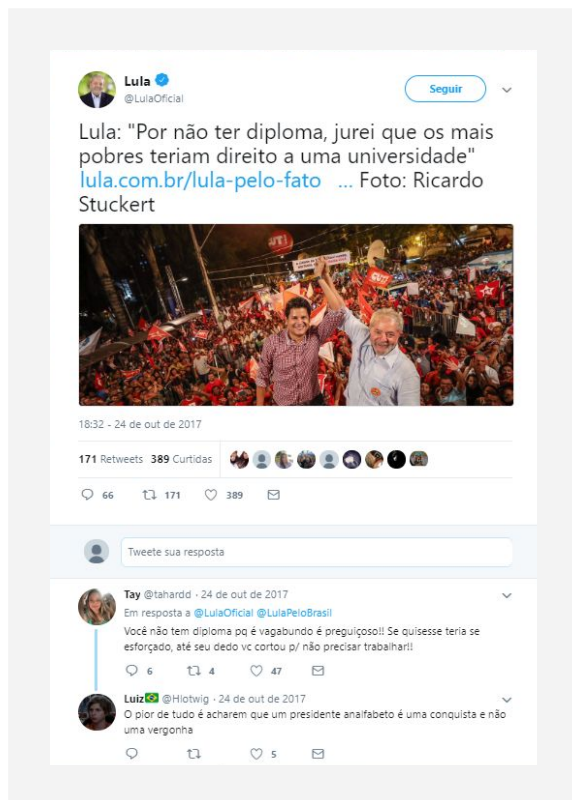 Lula
@LulaOficial
Seguir
Lula: "Por não ter diploma, jurei que os mais
pobres teriam direito a uma universidade"
lula.com.br/lula-pelo-fato ... Foto: Ricardo
Stuckert
CUT
18:32 - 24 de out de 2017
171 Retweets 389 Curtidas
66 171 389
Tweete sua resposta
Tay @tahardd · 24 de out de 2017
Em resposta a @LulaOficial @LulaPeloBrasil
Você não tem diploma pq é vagabundo é preguiçoso!! Se quisesse teria se
esforçado, até seu dedo vc cortou p/ não precisar trabalhar!!
6 4 47
Luiz @Hlotwig · 24 de out de 2017
O pior de tudo é acharem que um presidente analfabeto é uma conquista e não
uma vergonha
5